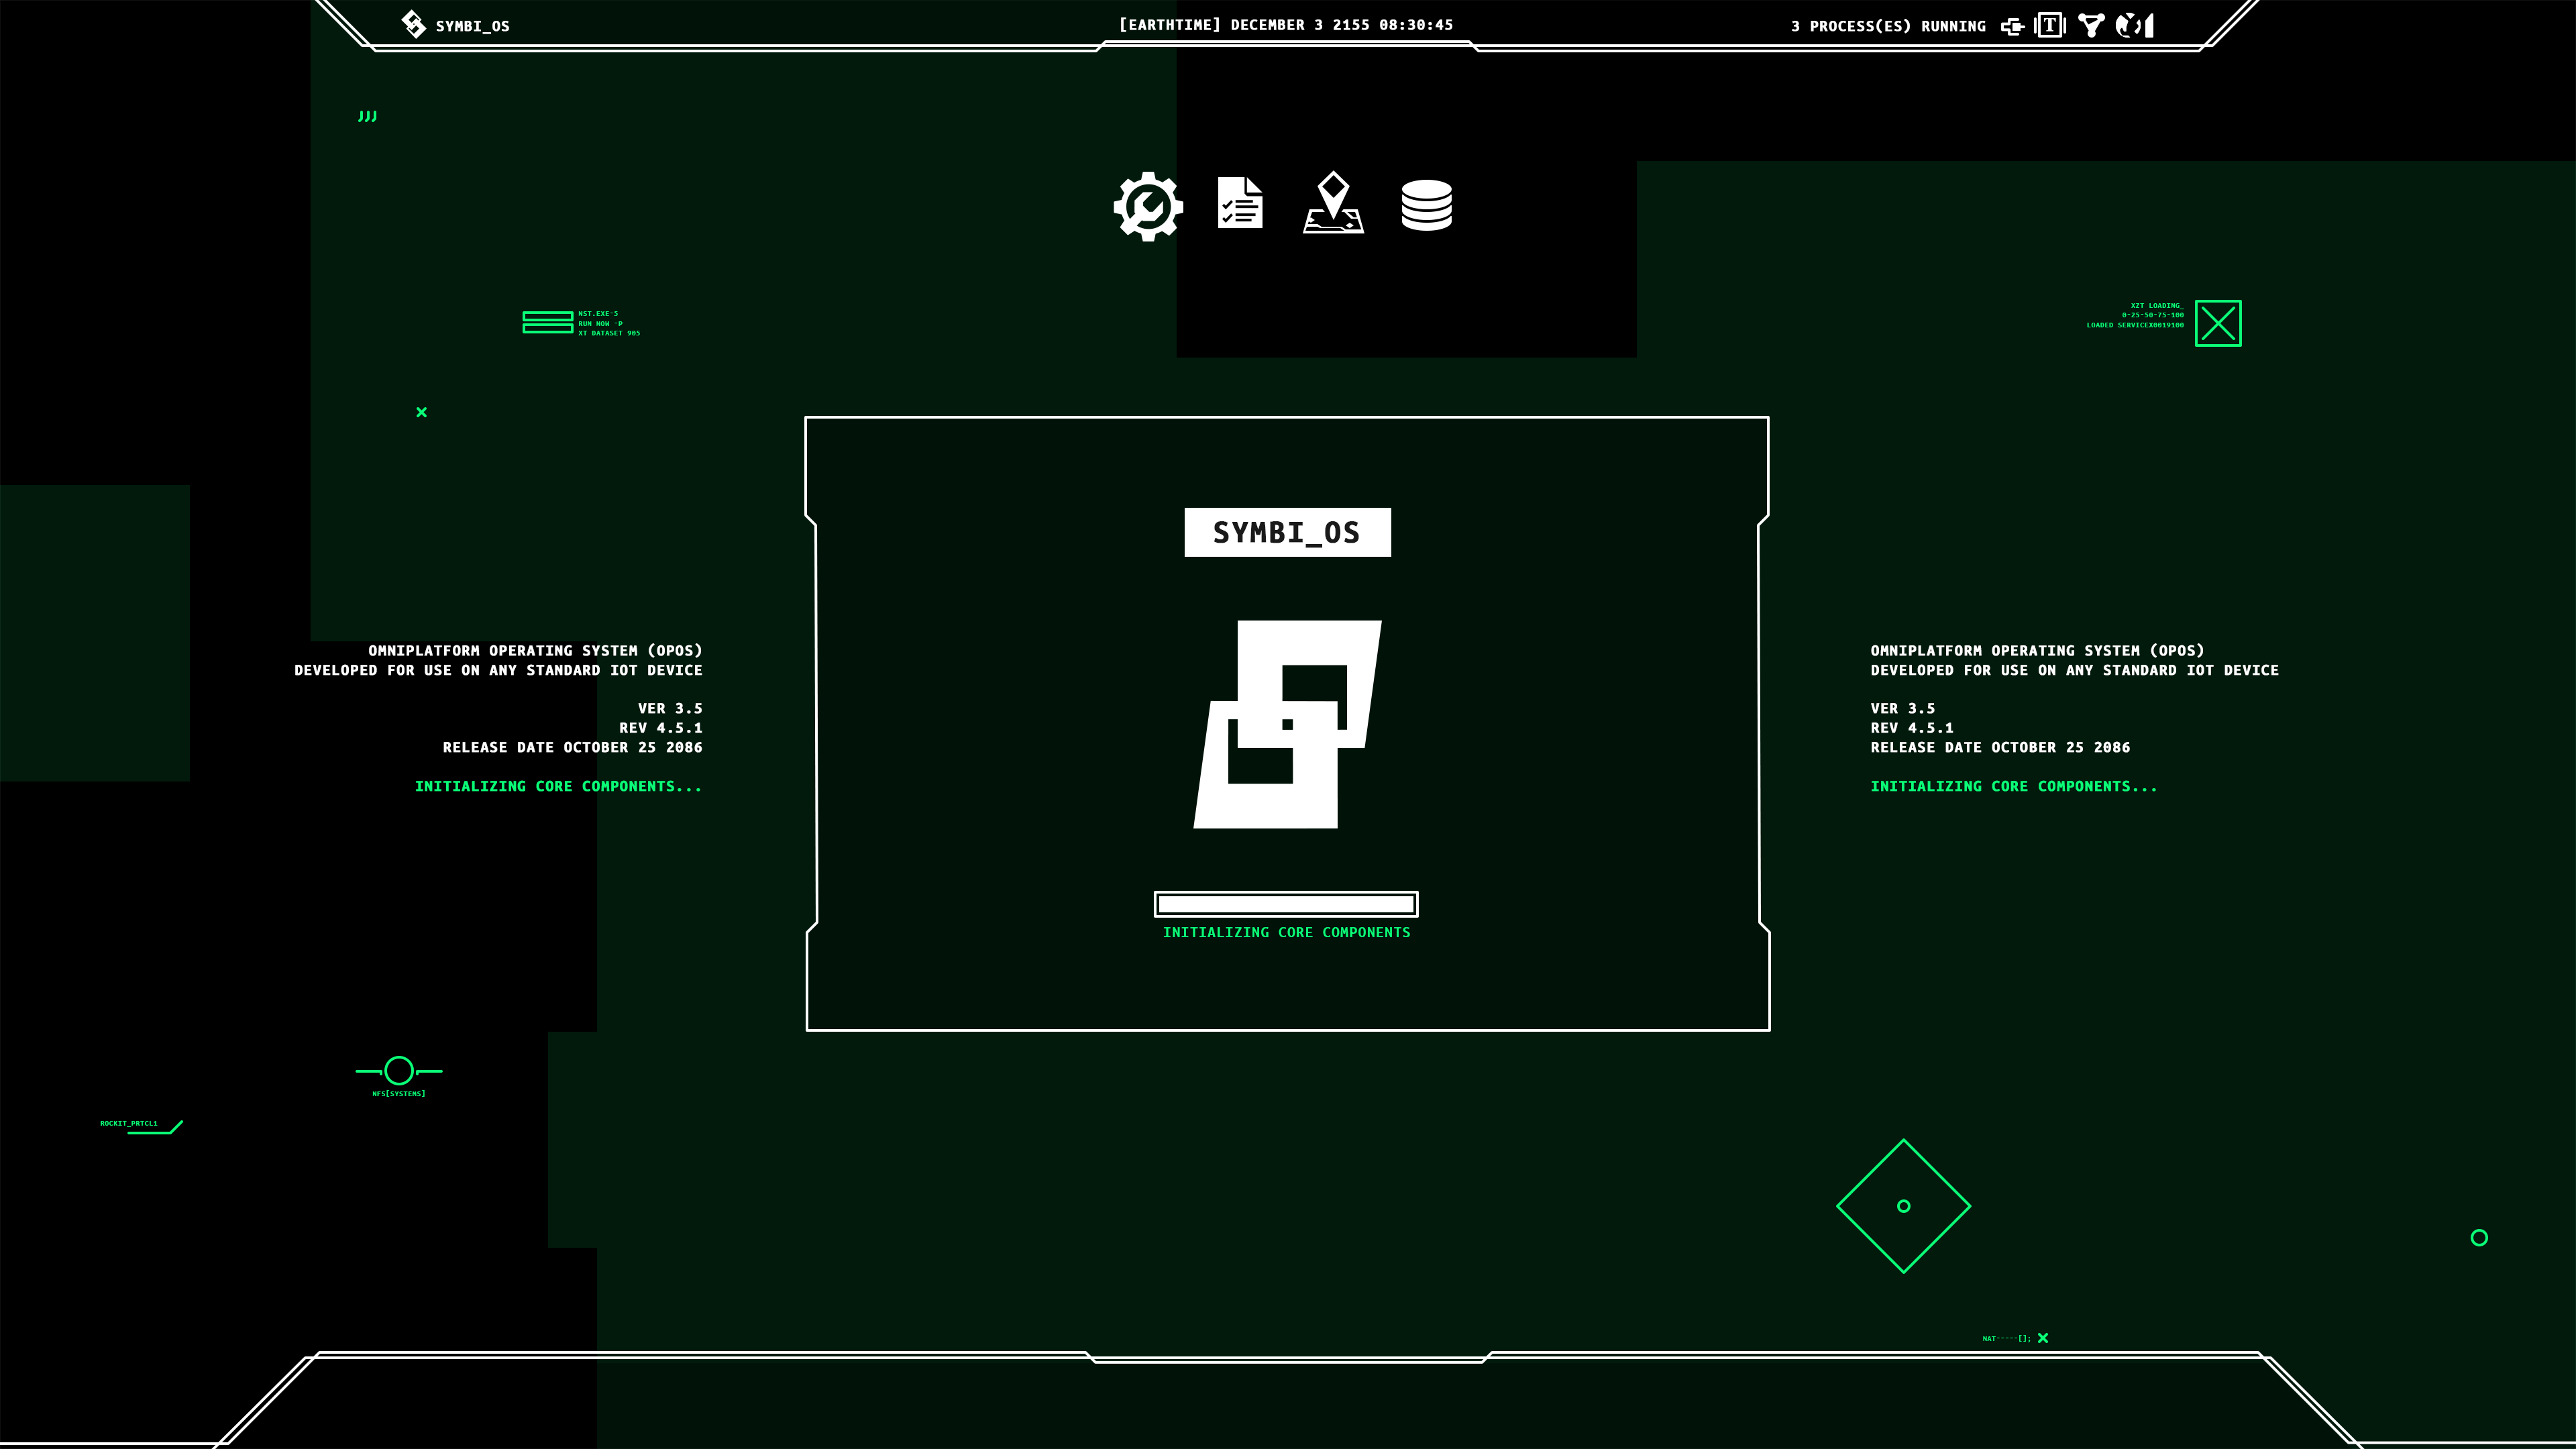 SYMBI_OS
[EARTHTIME] DECEMBER 3 2155 08:30:45
3 PROCESS(ES) RUNNING
T
NST.EXE-5
RUN NOW -P
XT DATASET 905
XZT LOADING_
0-25-50-75-100
LOADED SERVICEX0019100
SYMBI_OS
OMNIPLATFORM OPERATING SYSTEM (OPOS)
DEVELOPED FOR USE ON ANY STANDARD IOT DEVICE
VER 3.5
REV 4.5.1
RELEASE DATE OCTOBER 25 2086
INITIALIZING CORE COMPONENTS...
OMNIPLATFORM OPERATING SYSTEM (OPOS)
DEVELOPED FOR USE ON ANY STANDARD IOT DEVICE
VER 3.5
REV 4.5.1
RELEASE DATE OCTOBER 25 2086
INITIALIZING CORE COMPONENTS...
INITIALIZING CORE COMPONENTS
NFS[SYSTEMS]
ROCKIT_PRTCL1
NAT-----[];